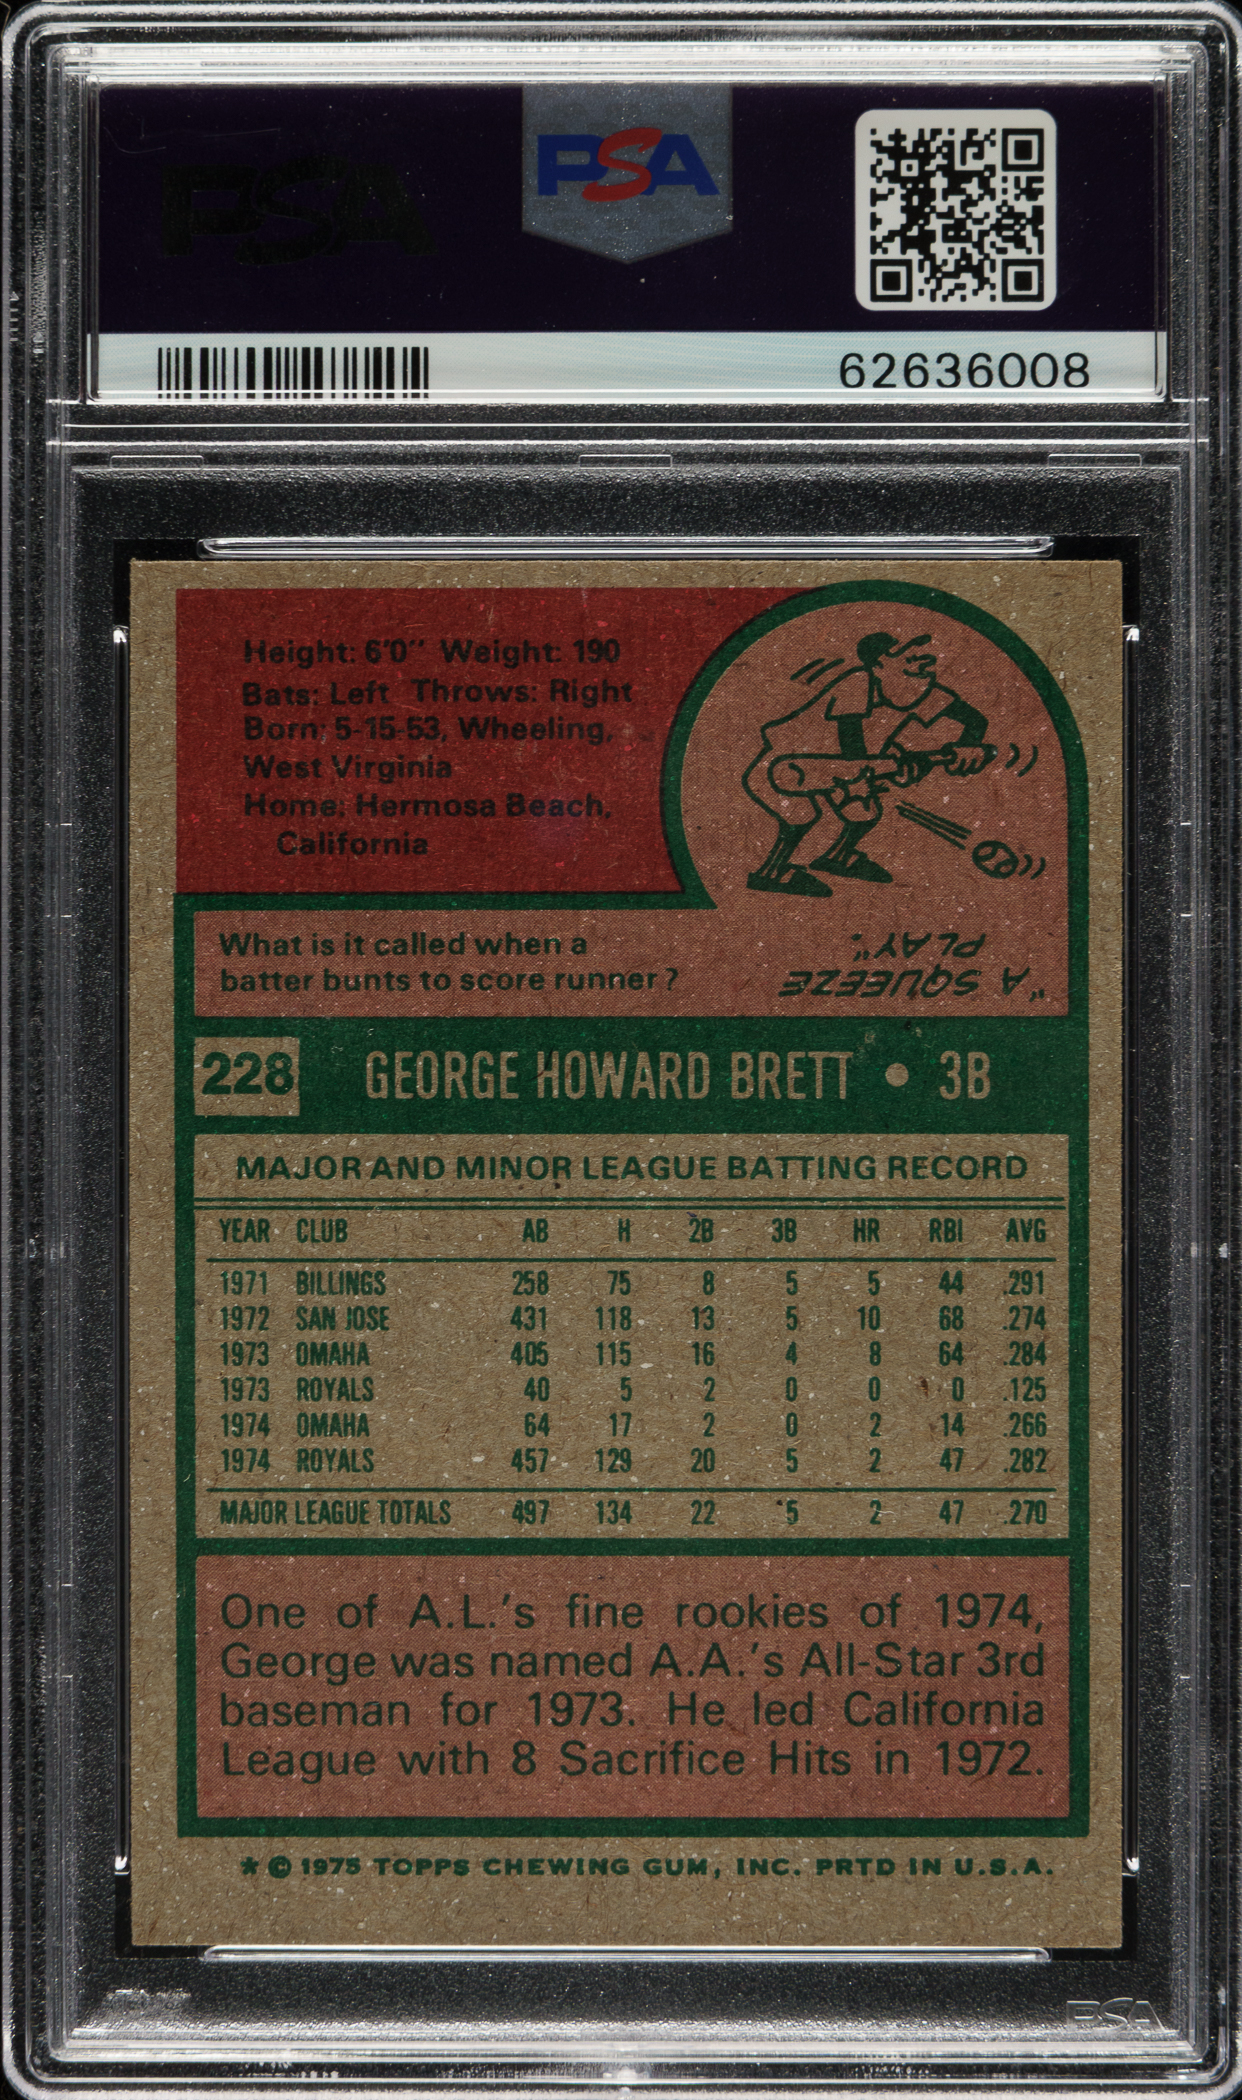 PSA
PSA
62636008
Height: 6'0" Weight: 190
Bats: Left Throws: Right
Born: 5-15-53, Wheeling,
West Virginia
Home: Hermosa Beach,
California
What is it called when a
batter bunts to score runner?
"A SQUEEZE
PLAY".
228 GEORGE HOWARD BRETT • 3B
MAJOR AND MINOR LEAGUE BATTING RECORD
YEAR CLUB AB H 2B 3B HR RBI AVG
1971 BILLINGS 258 75 8 5 5 44 .291
1972 SAN JOSE 431 118 13 5 10 68 .274
1973 OMAHA 405 115 16 4 8 64 .284
1973 ROYALS 40 5 2 0 0 0 .125
1974 OMAHA 64 17 2 0 2 14 .266
1974 ROYALS 457 129 20 5 2 47 .282
MAJOR LEAGUE TOTALS 497 134 22 5 2 47 .270
One of A.L.'s fine rookies of 1974,
George was named A.A.'s All-Star 3rd
baseman for 1973. He led California
League with 8 Sacrifice Hits in 1972.
* © 1975 TOPPS CHEWING GUM, INC. PRTD IN U.S.A.
PSA